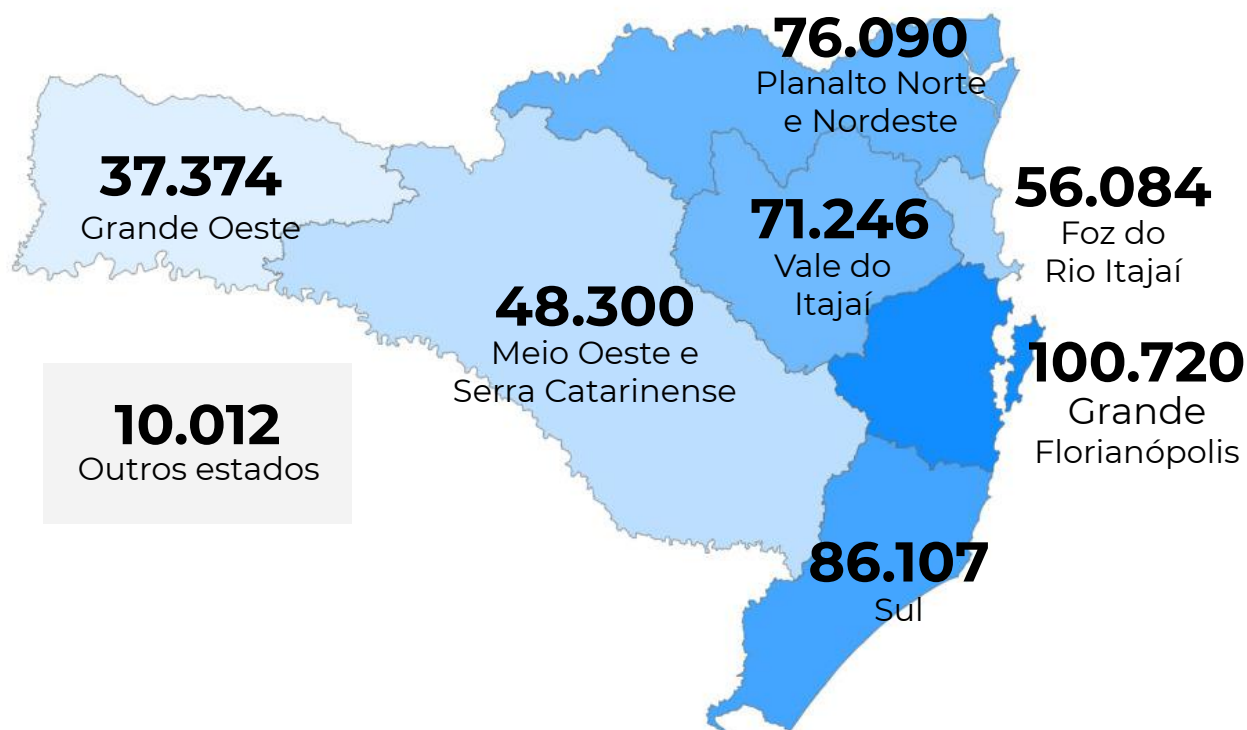 76.090
Planalto Norte
e Nordeste
37.374
Grande Oeste
71.246
Vale do
Itajaí
56.084
Foz do
Rio Itajaí
48.300
Meio Oeste e
Serra Catarinense
100.720
Grande
Florianópolis
10.012
Outros estados
86.107
Sul